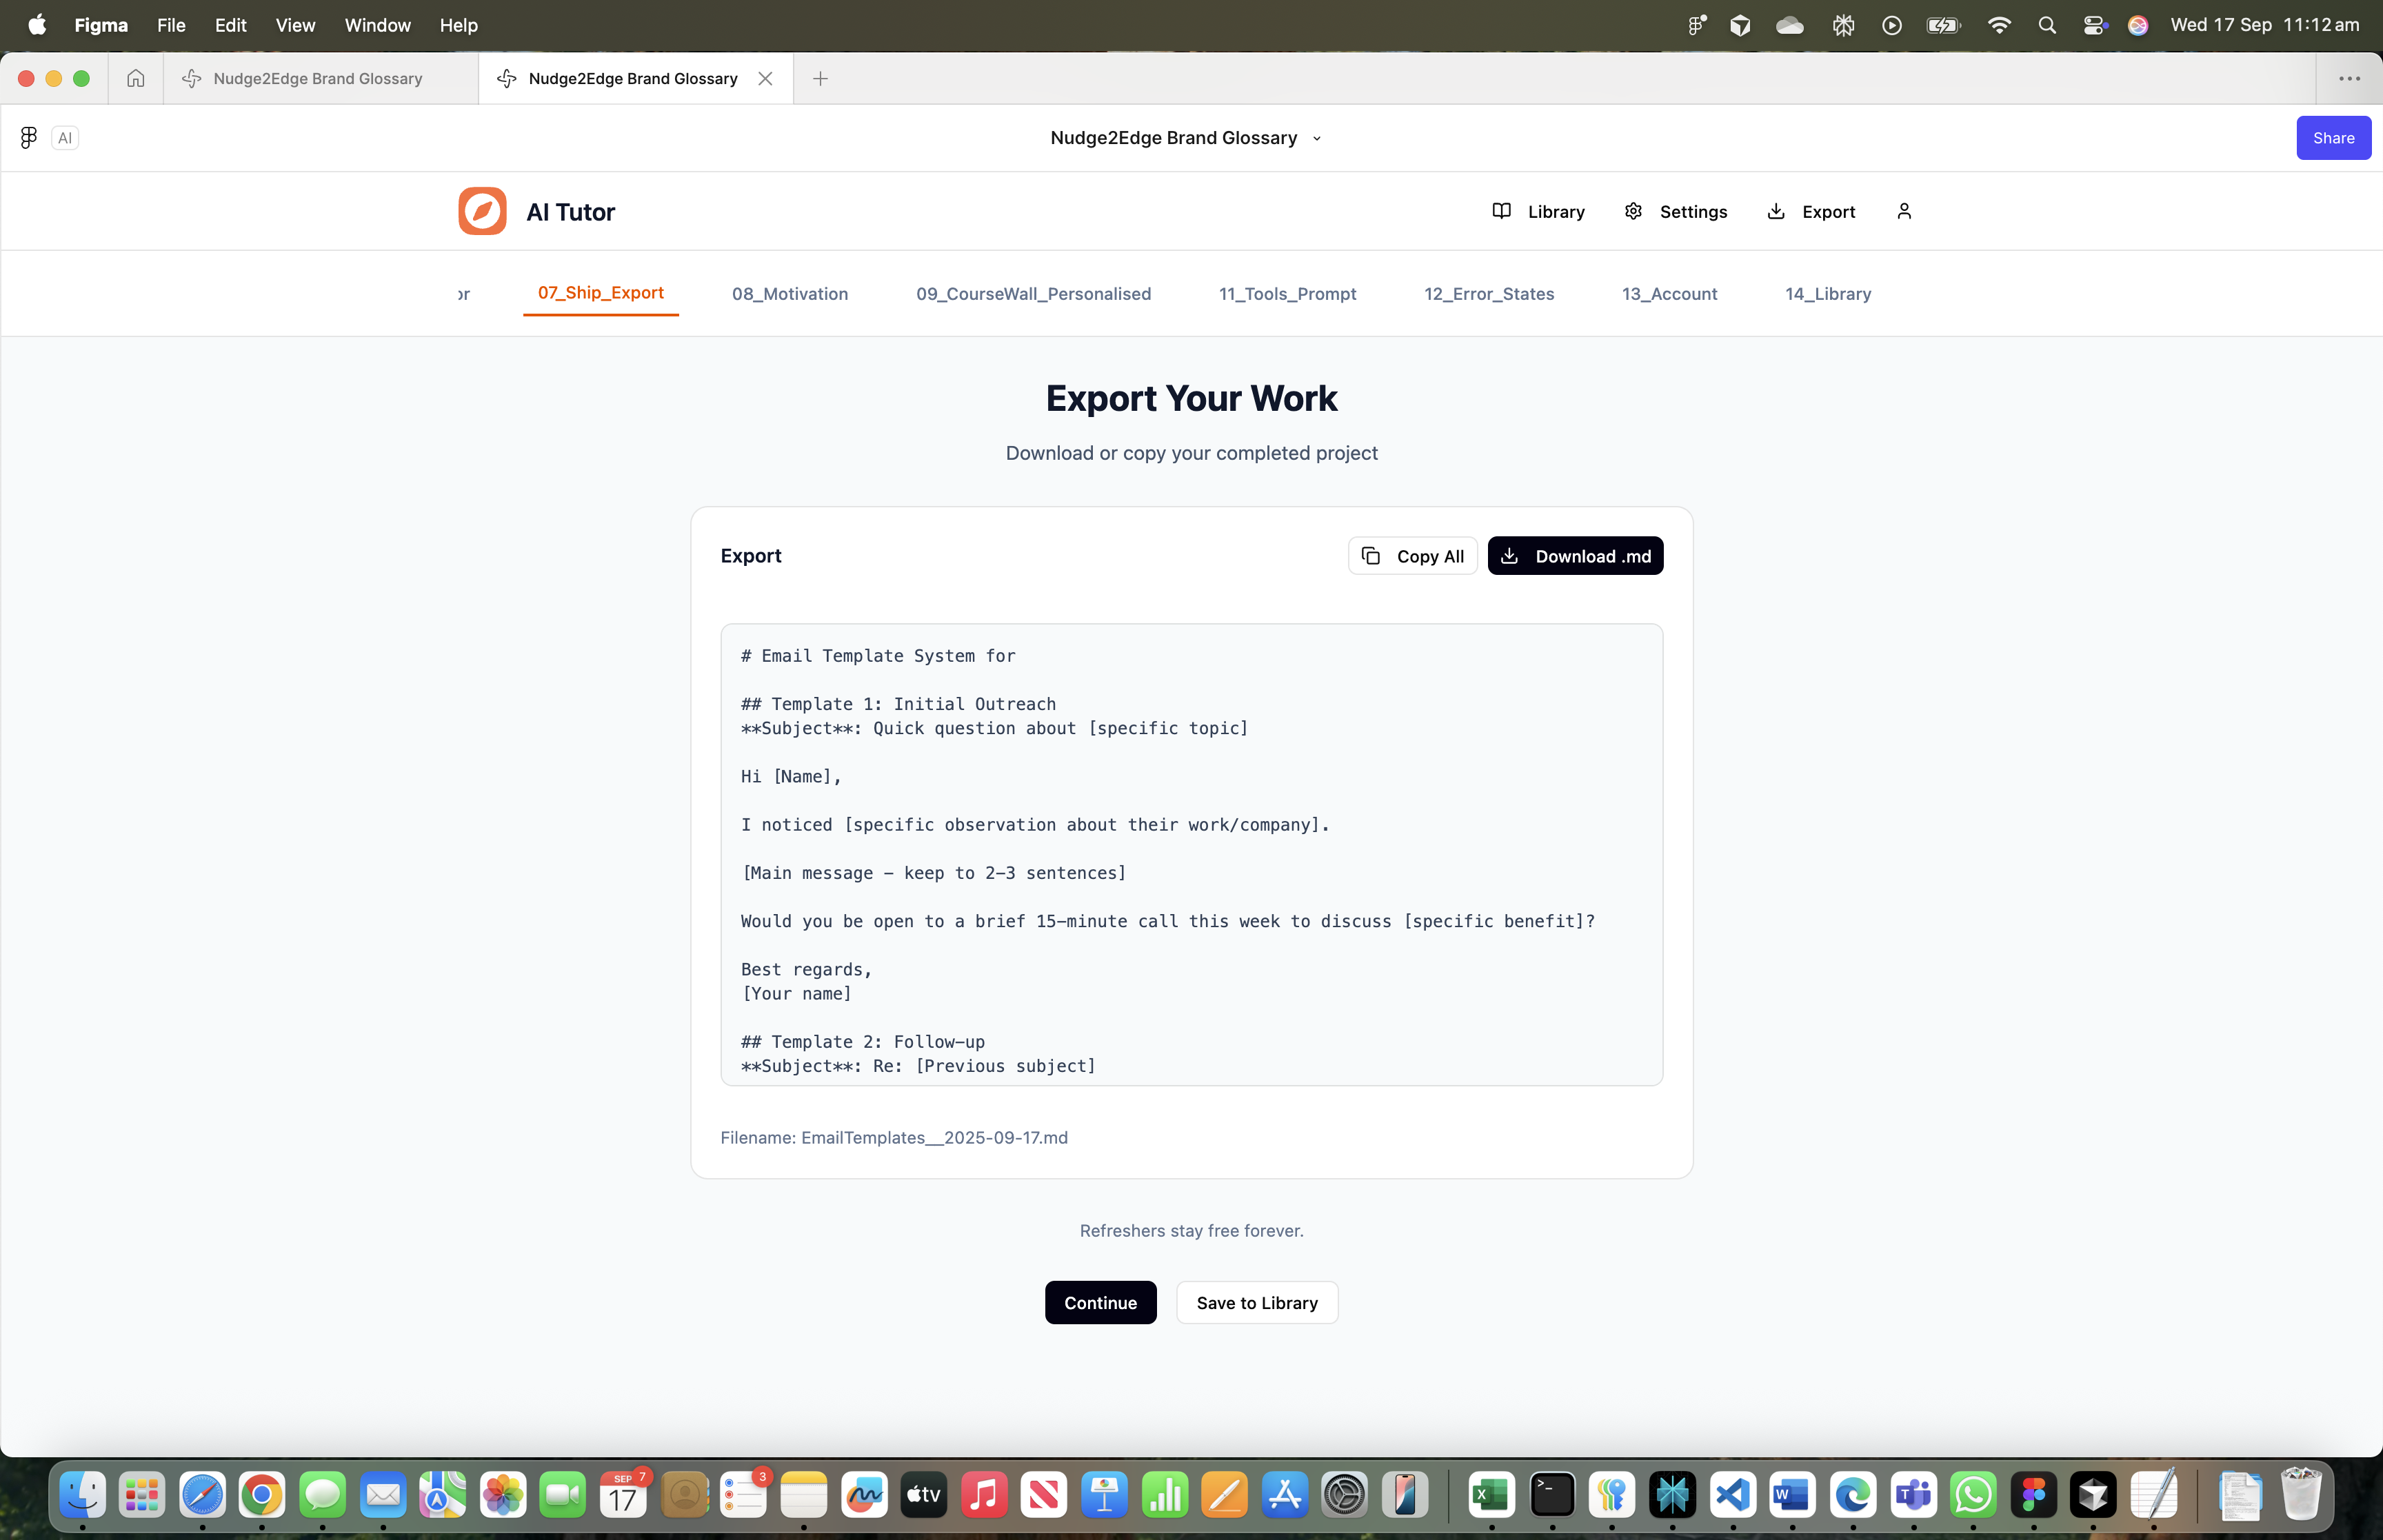 Figma File Edit View Window Help Wed 17 Sep 11:12 am
Nudge2Edge Brand Glossary Nudge2Edge Brand Glossary
AI Nudge2Edge Brand Glossary Share
AI Tutor Library Settings Export
or 07_Ship_Export 08_Motivation 09_CourseWall_Personalised 11_Tools_Prompt 12_Error_States 13_Account 14_Library
Export Your Work
Download or copy your completed project
Export Copy All Download .md
# Email Template System for
## Template 1: Initial Outreach
**Subject**: Quick question about [specific topic]
Hi [Name],
I noticed [specific observation about their work/company].
[Main message - keep to 2-3 sentences]
Would you be open to a brief 15-minute call this week to discuss [specific benefit]?
Best regards,
[Your name]
## Template 2: Follow-up
**Subject**: Re: [Previous subject]
Filename: EmailTemplates__2025-09-17.md
Refreshers stay free forever.
Continue Save to Library
SEP 7 3
17 tv